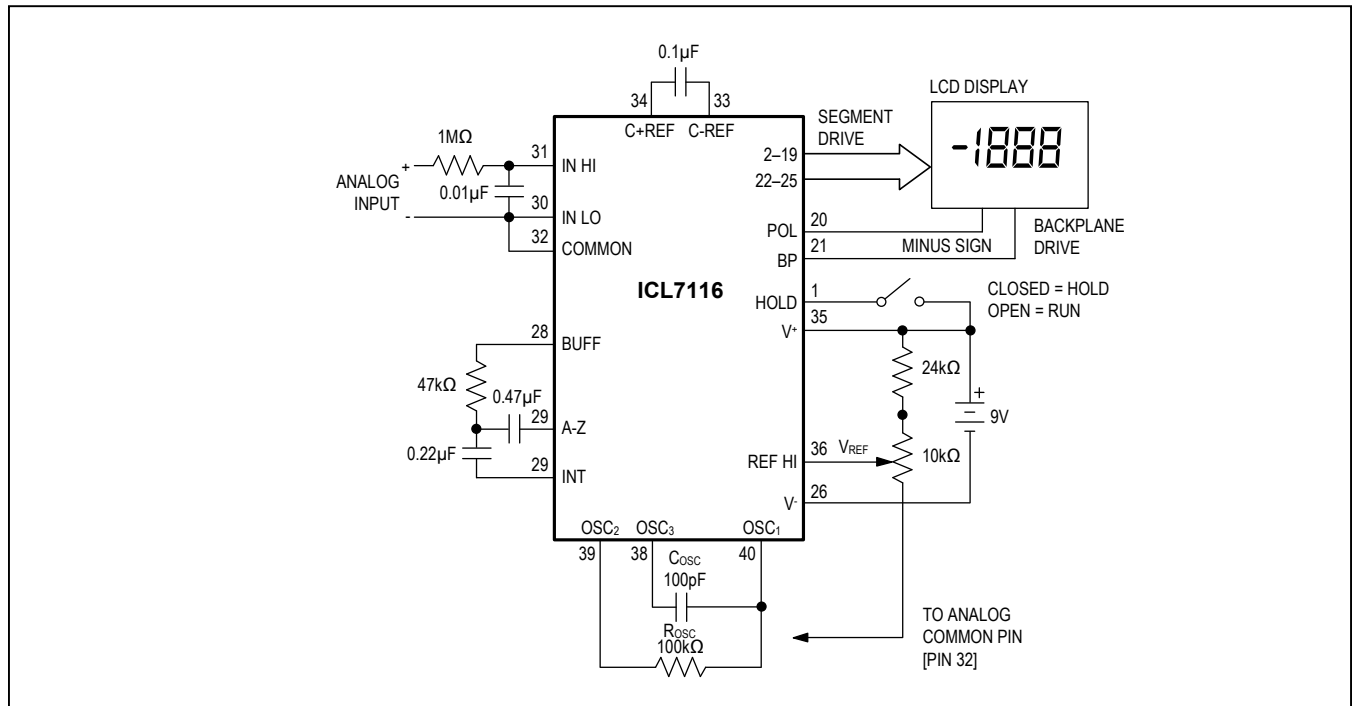 0.1µF
34
33
C+REF
C-REF
LCD DISPLAY
-1888
SEGMENT
DRIVE
1MΩ
31
IN HI
2–19
22–25
+
ANALOG
INPUT
-
0.01µF
30
IN LO
32
COMMON
POL
20
MINUS SIGN
BACKPLANE
DRIVE
BP
21
ICL7116
HOLD
1
CLOSED = HOLD
OPEN = RUN
V+
35
28
BUFF
24kΩ
47kΩ
0.47µF
29
A-Z
+
9V
0.22µF
29
INT
REF HI
36
VREF
10kΩ
V-
26
OSC2
OSC3
OSC1
39
38
40
COSC
100pF
ROSC
100kΩ
TO ANALOG
COMMON PIN
[PIN 32]